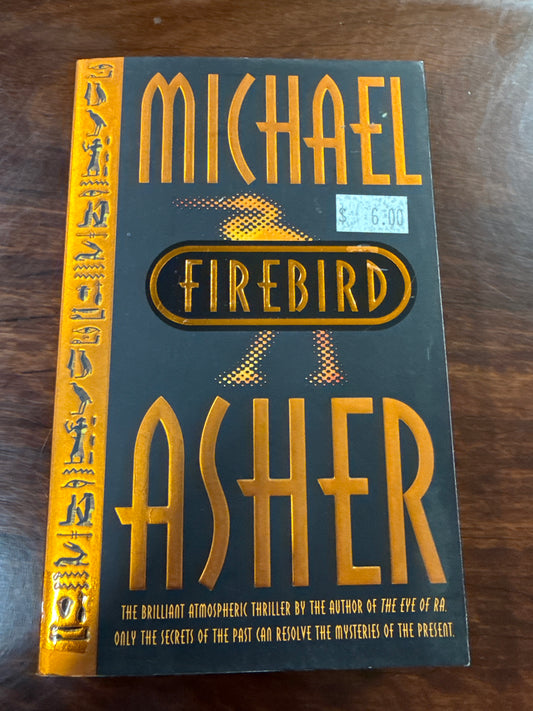 MICHAEL
$ 6.00
FIREBIRD
ASHER
THE BRILLIANT ATMOSPHERIC THRILLER BY THE AUTHOR OF THE EYE OF RA.
ONLY THE SECRETS OF THE PAST CAN RESOLVE THE MYSTERIES OF THE PRESENT.